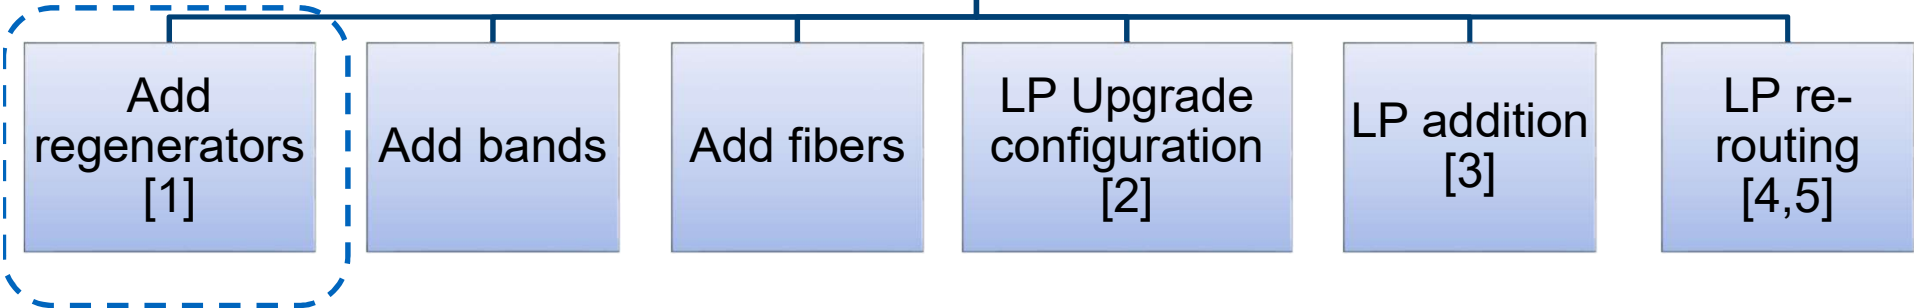 Add
regenerators
[1]
Add bands
Add fibers
LP Upgrade
configuration
[2]
LP addition
[3]
LP re-
routing
[4,5]